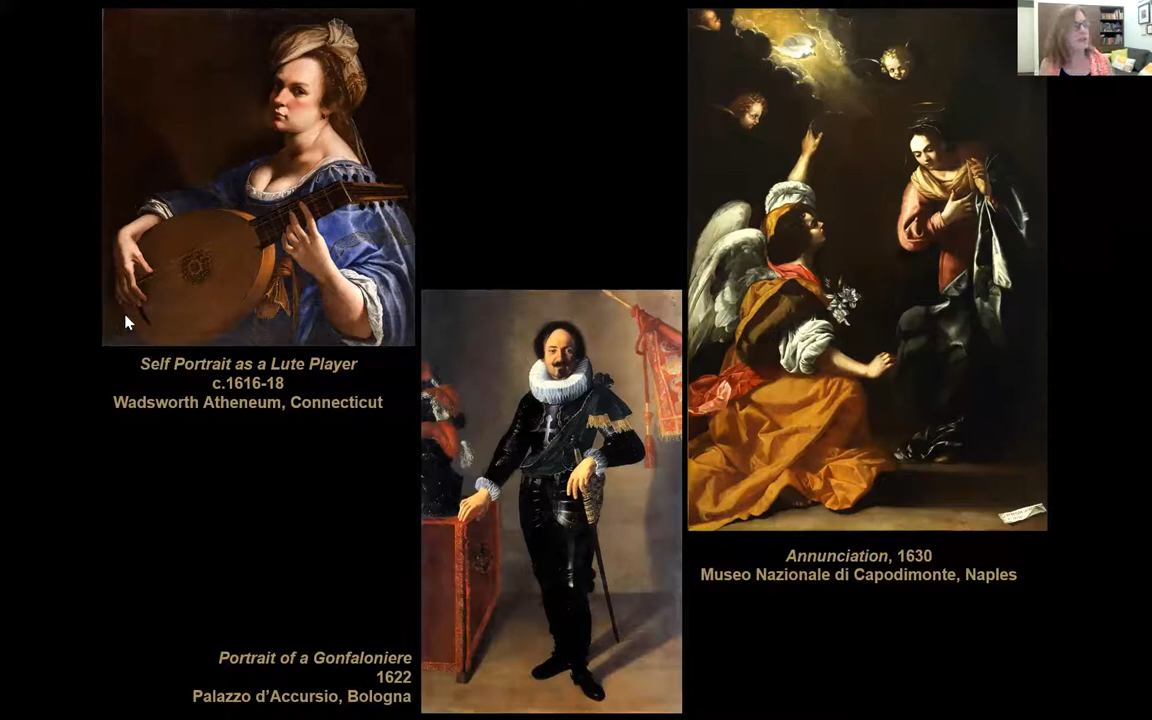 Self Portrait as a Lute Player
c.1616-18
Wadsworth Atheneum, Connecticut
Portrait of a Gonfaloniere
1622
Palazzo d'Accursio, Bologna
Annunciation, 1630
Museo Nazionale di Capodimonte, Naples